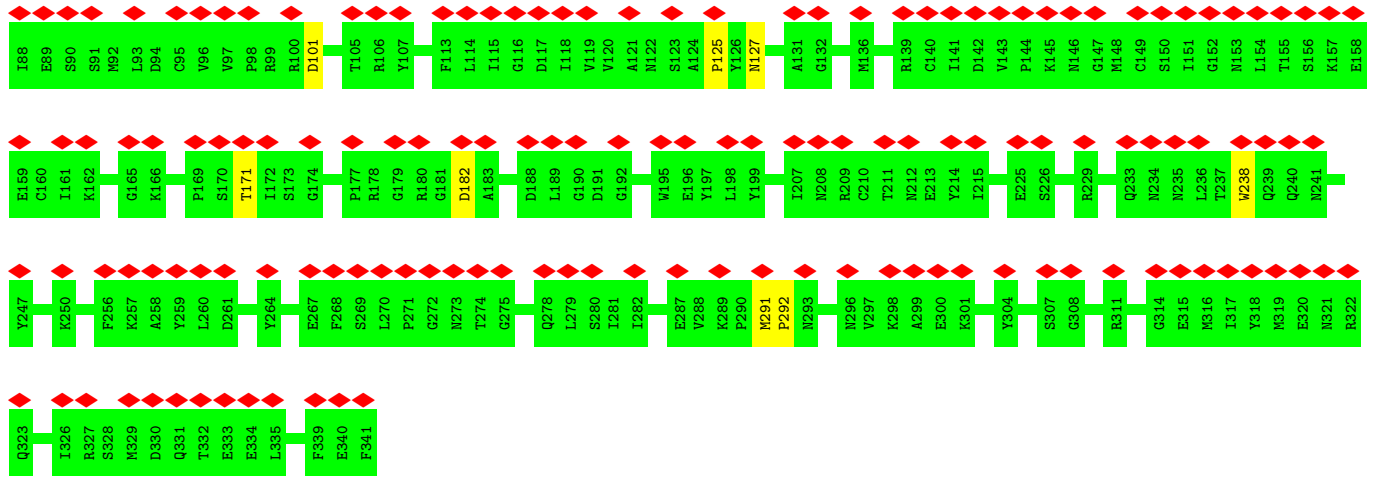 I88 E89 S90 S91 M92 L93 D94 C95 V96 V97 P98 R99 R100 D101 T105 R106 Y107 F113 L114 I115 G116 D117 I118 V119 V120 A121 N122 S123 A124 P125 Y126 N127 A131 G132 M136 R139 C140 I141 D142 V143 P144 K145 N146 G147 M148 C149 S150 I151 G152 N153 L154 T155 S156 K157 E158
E159 C160 I161 K162 G165 K166 P169 S170 T171 I172 S173 G174 P177 R178 G179 R180 G181 D182 A183 D188 L189 G190 D191 G192 W195 E196 Y197 L198 Y199 I207 N208 R209 C210 T211 N212 E213 Y214 I215 E225 S226 R229 Q233 N234 N235 L236 T237 W238 Q239 Q240 N241
Y247 K250 F256 K257 A258 Y259 L260 D261 Y264 E267 F268 S269 L270 P271 G272 N273 T274 G275 Q278 L279 S280 I281 I282 E287 V288 K289 P290 M291 P292 N293 N296 V297 K298 A299 E300 K301 Y304 S307 G308 R311 G314 E315 M316 I317 Y318 M319 E320 N321 R322
Q323 I326 R327 S328 M329 D330 Q331 T332 E333 E334 L335 F339 E340 F341